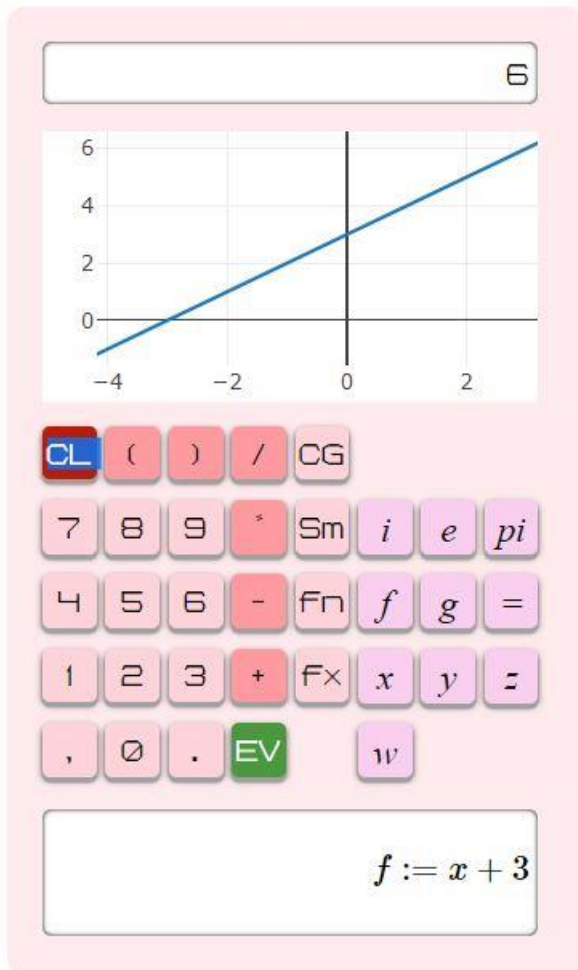 6
6
4
2
0
−4 −2 0 2
CL ( ) / CG
7 8 9 * Sm i e pi
4 5 6 - Fn f g =
1 2 3 + Fx x y z
, 0 . EV w
f := x + 3